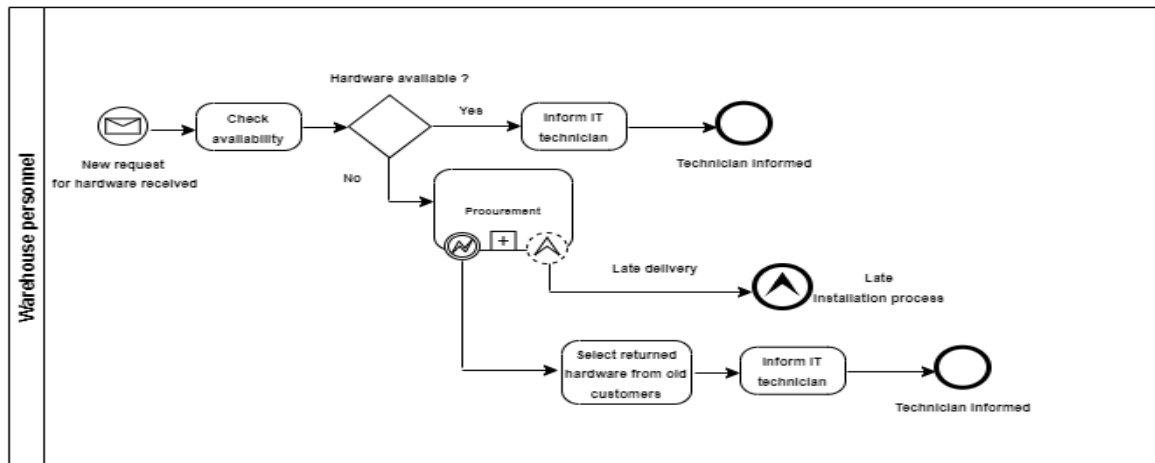 Warehouse personnel
Hardware available ?
New request
for hardware received
Check
availability
Yes
Inform IT
technician
Technician Informed
No
Procurement
Late delivery
Late
Installation process
Select returned
hardware from old
customers
Inform IT
technician
Technician Informed